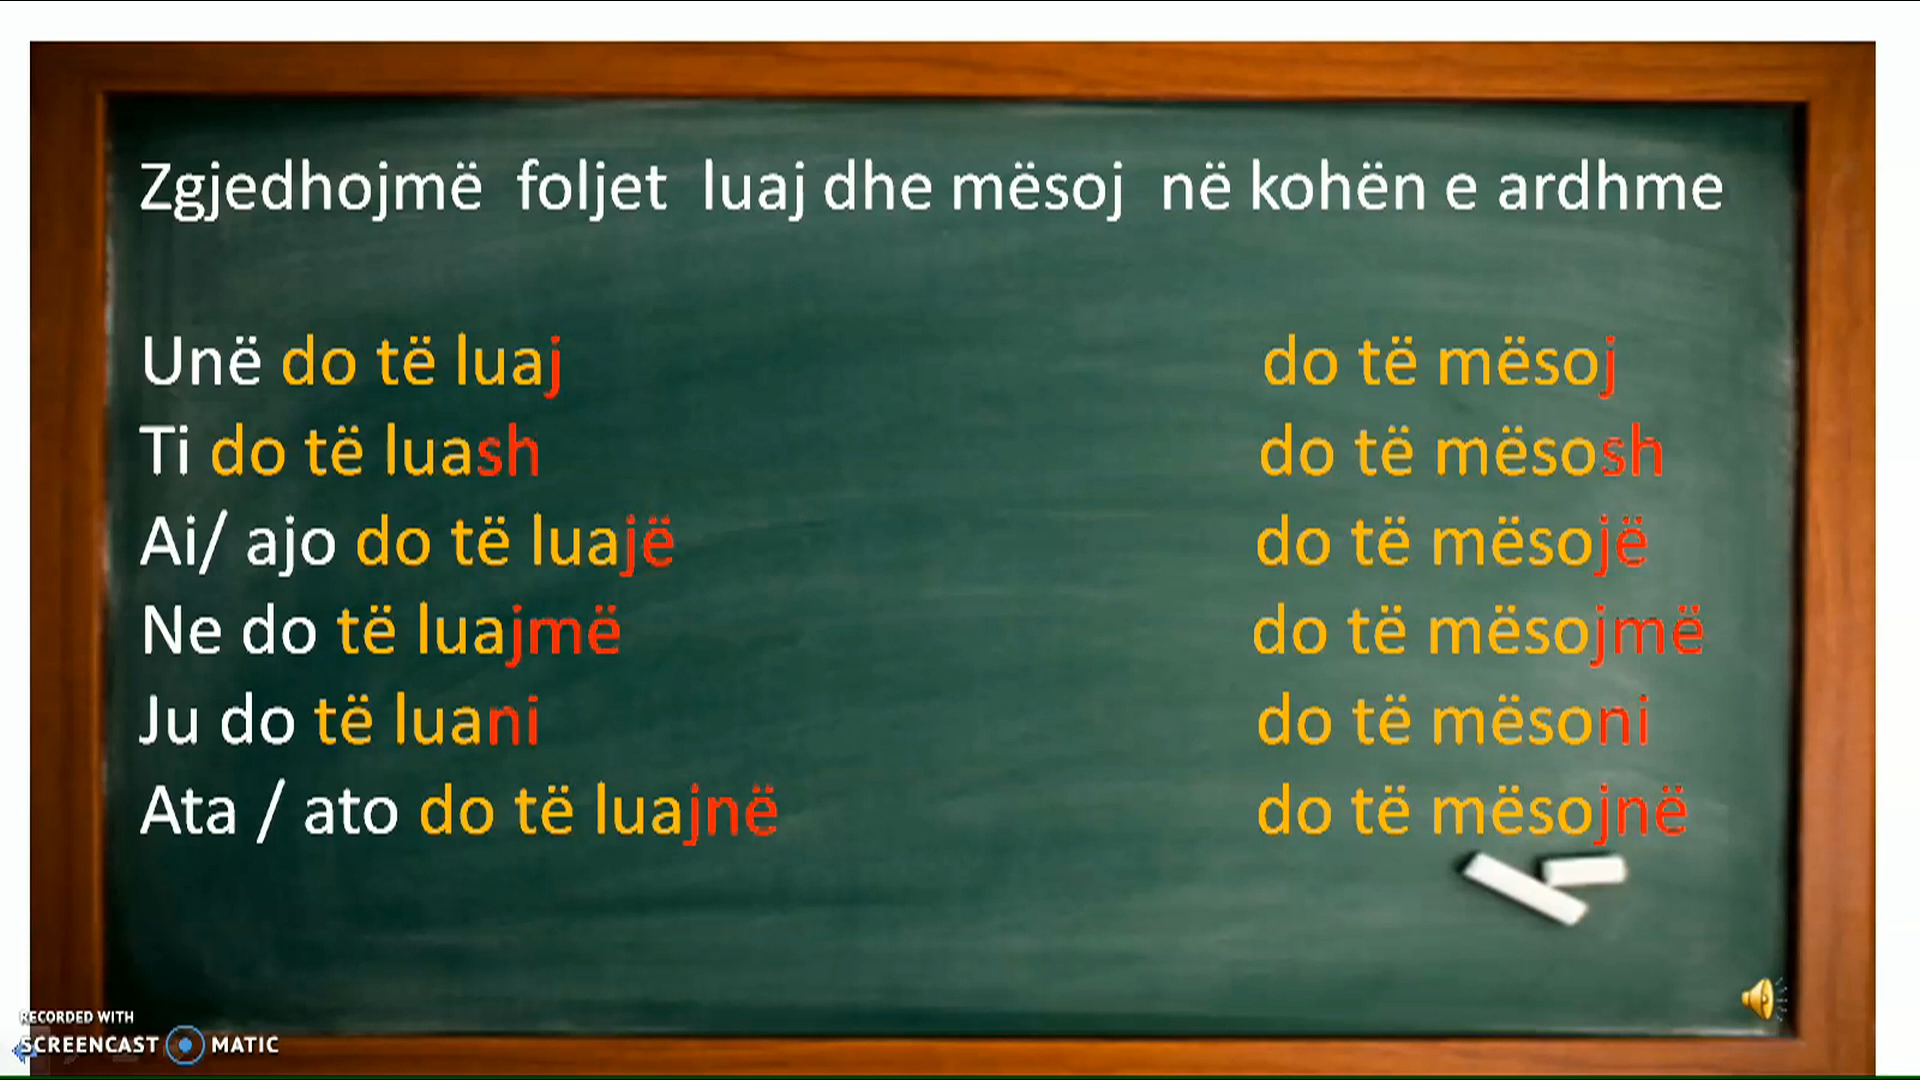 Zgjedhojmë foljet luaj dhe mësoj në kohën e ardhme
Unë do të luaj do të mësoj
Ti do të luash do të mësosh
Ai/ ajo do të luajë do të mësojë
Ne do të luajmë do të mësojmë
Ju do të luani do të mësoni
Ata / ato do të luajnë do të mësojnë
RECORDED WITH
SCREENCAST MATIC